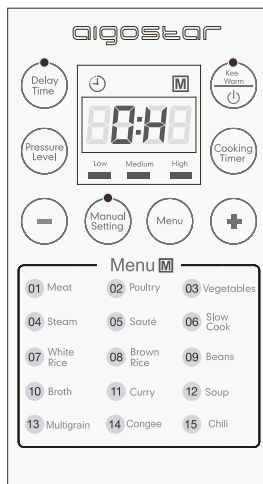 aigostar
Delay
Time
M
Kee
Warm
0:H
Low Medium High
Pressure
Level
Cooking
Timer
Manual
Setting
Menu
Menu M
01 Meat 02 Poultry 03 Vegetables
04 Steam 05 Sauté 06 Slow Cook
07 White Rice 08 Brown Rice 09 Beans
10 Broth 11 Curry 12 Soup
13 Multigrain 14 Congee 15 Chili